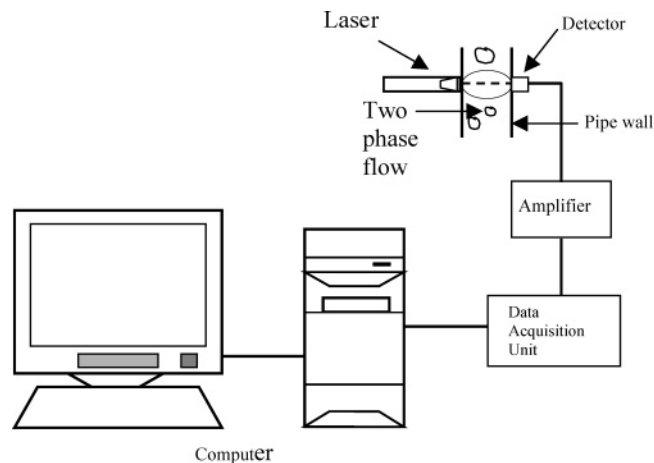 Laser
Detector
Two
phase
flow
Pipe wall
Amplifier
Data
Acquisition
Unit
Computer